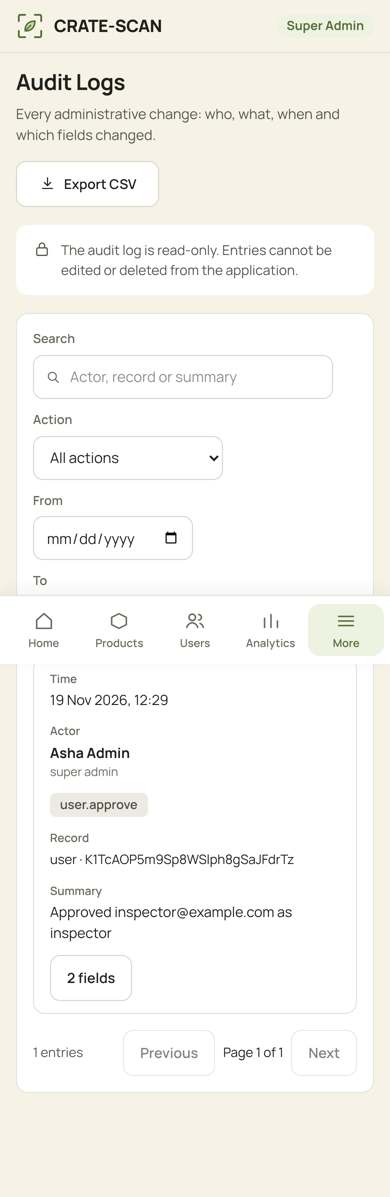 CRATE-SCAN
Super Admin
Audit Logs
Every administrative change: who, what, when and
which fields changed.
Export CSV
The audit log is read-only. Entries cannot be
edited or deleted from the application.
Search
Actor, record or summary
Action
All actions
From
mm/dd/yyyy
To
Home
Products
Users
Analytics
More
Time
19 Nov 2026, 12:29
Actor
Asha Admin
super admin
user.approve
Record
user · K1TcAOP5m9Sp8WSlph8gSaJFdrTz
Summary
Approved inspector@example.com as
inspector
2 fields
1 entries
Previous
Page 1 of 1
Next